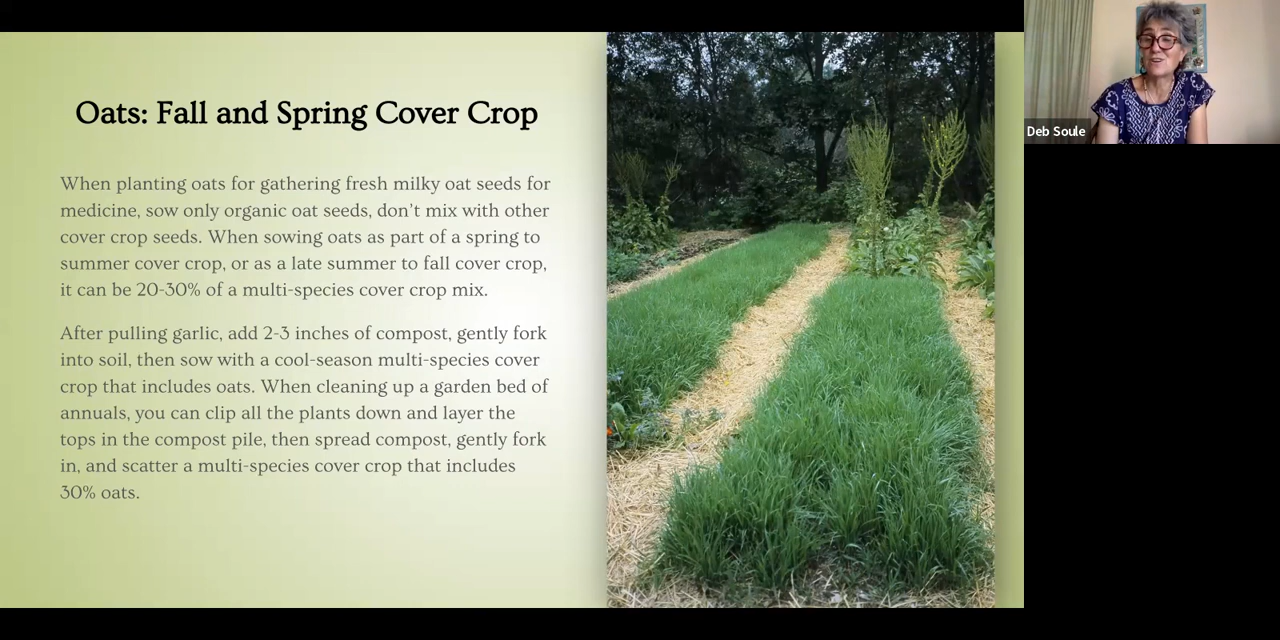 Oats: Fall and Spring Cover Crop
When planting oats for gathering fresh milky oat seeds for
medicine, sow only organic oat seeds, don't mix with other
cover crop seeds. When sowing oats as part of a spring to
summer cover crop, or as a late summer to fall cover crop,
it can be 20-30% of a multi-species cover crop mix.
After pulling garlic, add 2-3 inches of compost, gently fork
into soil, then sow with a cool-season multi-species cover
crop that includes oats. When cleaning up a garden bed of
annuals, you can clip all the plants down and layer the
tops in the compost pile, then spread compost, gently fork
in, and scatter a multi-species cover crop that includes
30% oats.
Deb Soule